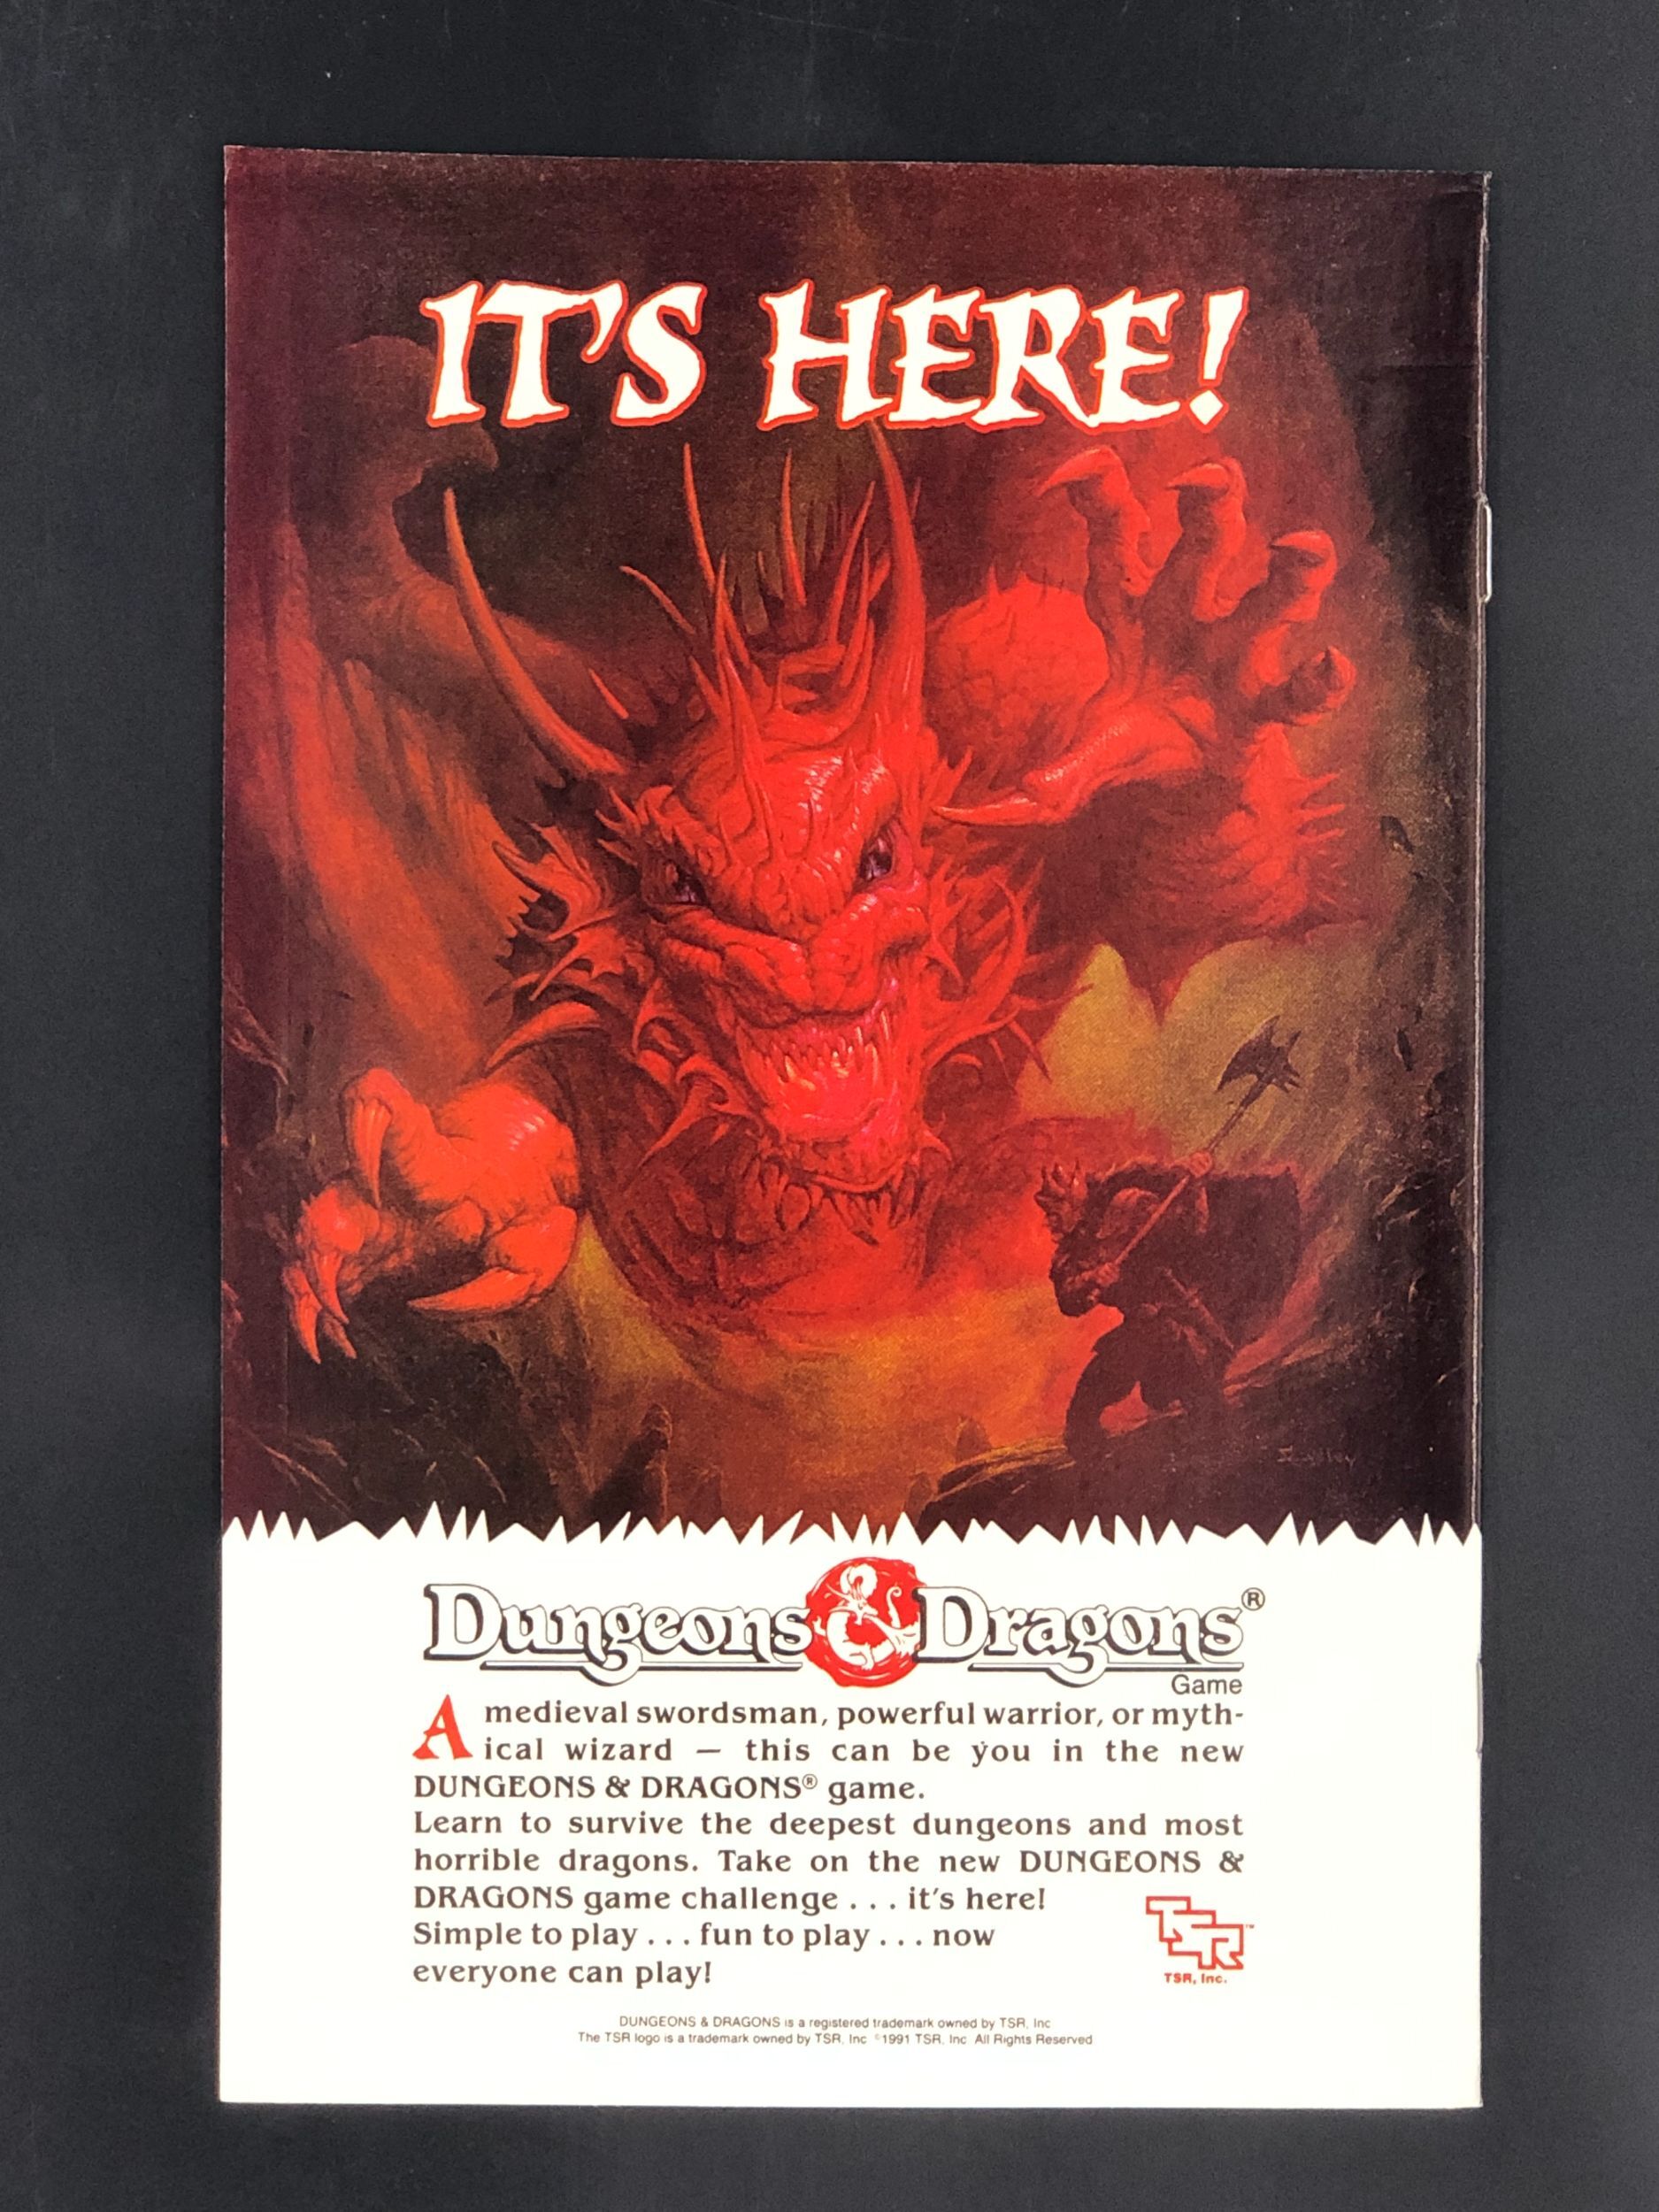 IT'S HERE!
Easley
Dungeons & Dragons®
Game
A medieval swordsman, powerful warrior, or myth-
ical wizard — this can be you in the new
DUNGEONS & DRAGONS® game.
Learn to survive the deepest dungeons and most
horrible dragons. Take on the new DUNGEONS &
DRAGONS game challenge . . . it's here!
Simple to play . . . fun to play . . . now
everyone can play!
TSR™
TSR, Inc.
DUNGEONS & DRAGONS is a registered trademark owned by TSR, Inc
The TSR logo is a trademark owned by TSR, Inc ©1991 TSR, Inc All Rights Reserved